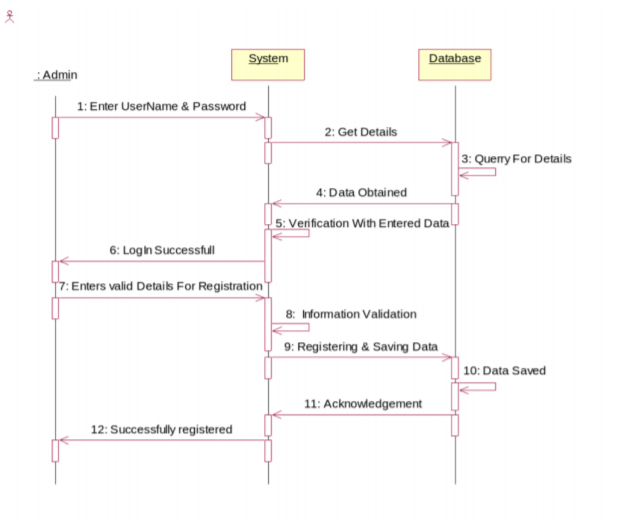 System
Database
: Admin
1: Enter UserName & Password
2: Get Details
3: Querry For Details
4: Data Obtained
5: Verification With Entered Data
6: LogIn Successfull
7: Enters valid Details For Registration
8: Information Validation
9: Registering & Saving Data
10: Data Saved
11: Acknowledgement
12: Successfully registered